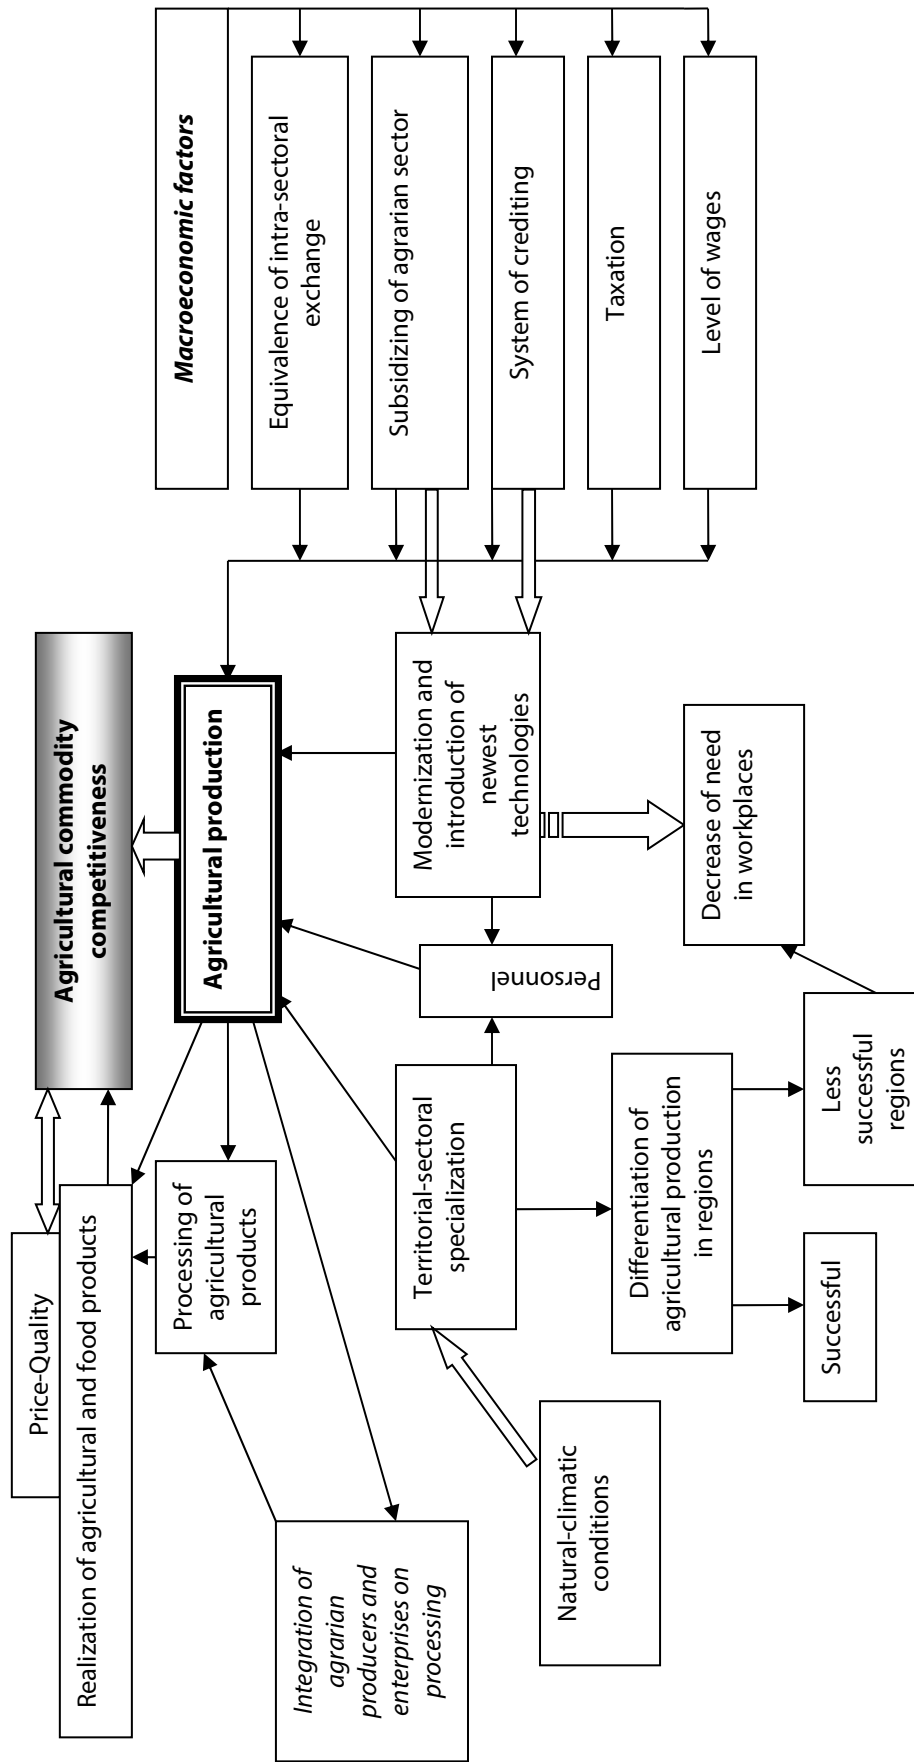 Price-Quality
Realization of agricultural and food products
Agricultural commodity
competitiveness
Macroeconomic factors
Processing of
agricultural
products
Agricultural production
Equivalence of intra-sectoral
exchange
Integration of
agrarian
producers and
enterprises on
processing
Territorial-sectoral
specialization
Personnel
Modernization and
introduction of
newest
technologies
Subsidizing of agrarian sector
System of crediting
Natural-climatic
conditions
Differentiation of
agricultural production
in regions
Taxation
Successful
Less
successful
regions
Decrease of need
in workplaces
Level of wages